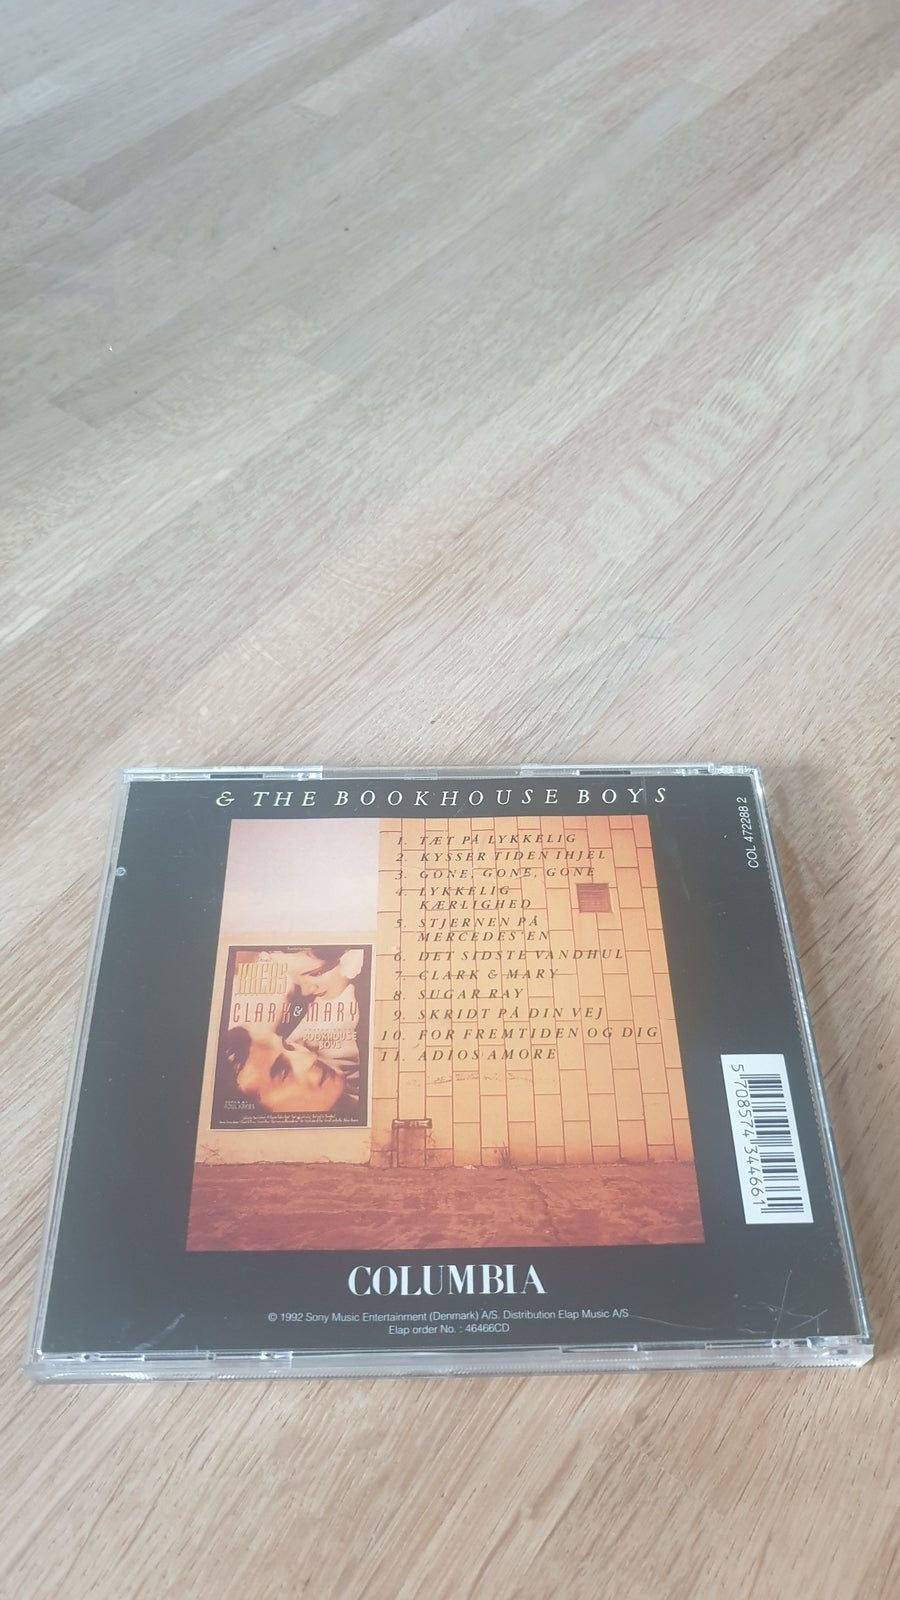 & THE BOOKHOUSE BOYS
COL 472288 2
1. TÆT PÅ LYKKELIG
2. KYSSER TIDEN IHJEL
3. GONE, GONE, GONE
4. LYKKELIG
KÆRLIGHED
5. STJERNEN PÅ
MERCEDES'EN
6. DET SIDSTE VANDHUL
7. CLARK & MARY
8. SUGAR RAY
9. SKRIDT PÅ DIN VEJ
10. FOR FREMTIDEN OG DIG
11. ADIOS AMORE
KREBS
CLARK & MARY
BOOKHOUSE
BOYS
5 708574 344661
COLUMBIA
© 1992 Sony Music Entertainment (Denmark) A/S. Distribution Elap Music A/S
Elap order No. : 46466CD